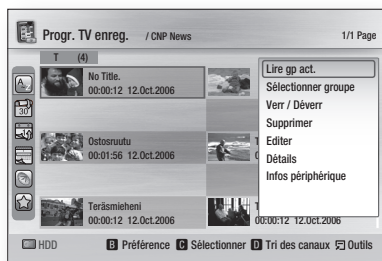 Progr. TV enreg. / CNP News 1/1 Page
T (4)
No Title.
00:00:12 12.Oct.2006
Ostosruutu
00:01:56 12.Oct.2006
Teräsmieheni
00:00:12 12.Oct.2006
T
0
T
00:00:12 12.Oct.2006
Lire gp act.
Sélectionner groupe
Verr / Déverr
Supprimer
Editer
Détails
Infos périphérique
30
HDD B Préférence C Sélectionner D Tri des canaux Outils